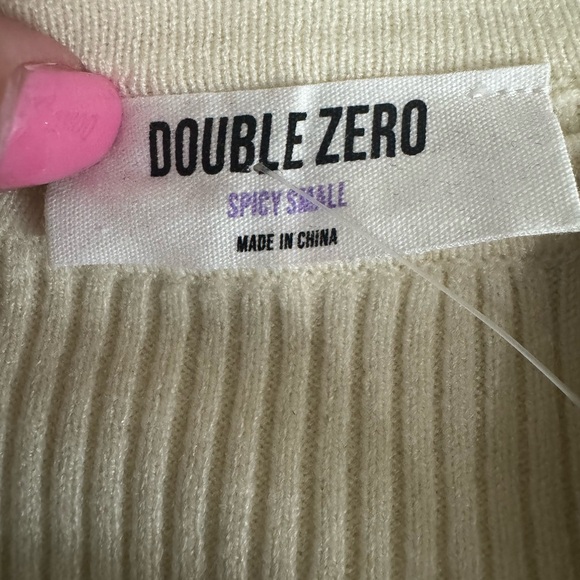 DOUBLE ZERO
SPICY SMALL
MADE IN CHINA